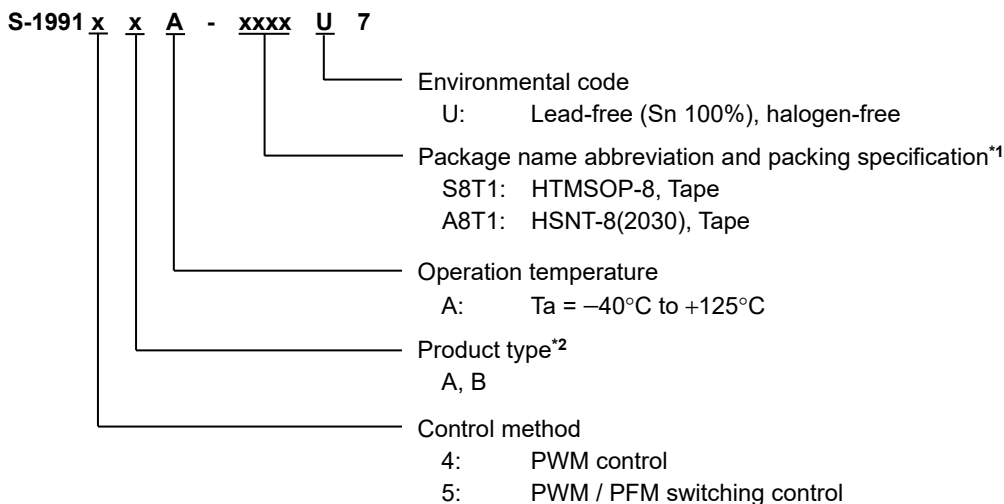 S-1991 x x A - xxxx U 7
Environmental code
U: Lead-free (Sn 100%), halogen-free
Package name abbreviation and packing specification*1
S8T1: HTMSOP-8, Tape
A8T1: HSNT-8(2030), Tape
Operation temperature
A: Ta = −40°C to +125°C
Product type*2
A, B
Control method
4: PWM control
5: PWM / PFM switching control